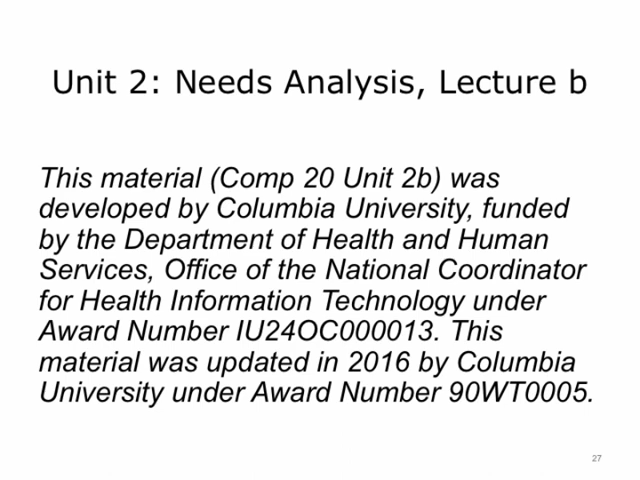 Unit 2: Needs Analysis, Lecture b
This material (Comp 20 Unit 2b) was
developed by Columbia University, funded
by the Department of Health and Human
Services, Office of the National Coordinator
for Health Information Technology under
Award Number IU24OC000013. This
material was updated in 2016 by Columbia
University under Award Number 90WT0005.
27